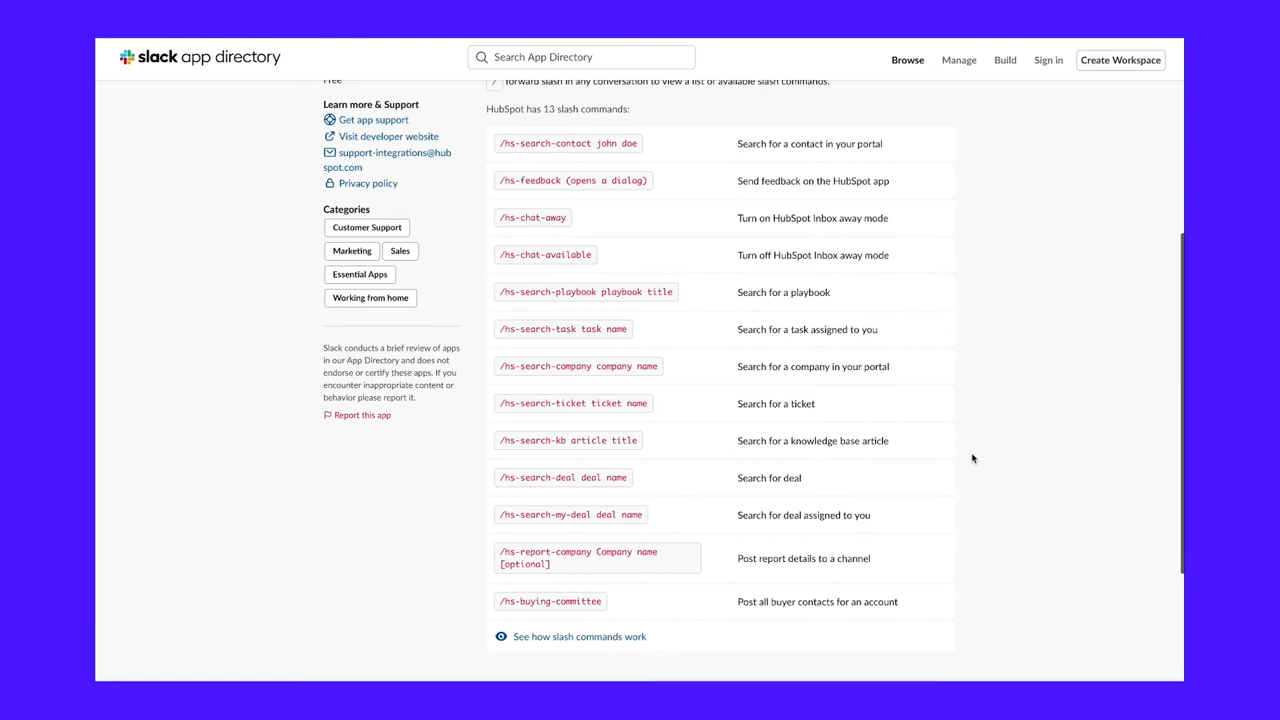 slack app directory
Search App Directory
Browse
Manage
Build
Sign in
Create Workspace
Free
Learn more & Support
Get app support
Visit developer website
support-integrations@hub
spot.com
Privacy policy
Categories
Customer Support
Marketing
Sales
Essential Apps
Working from home
Slack conducts a brief review of apps
in our App Directory and does not
endorse or certify these apps. If you
encounter inappropriate content or
behavior please report it.
Report this app
/ forward slash in any conversation to view a list of available slash commands.
HubSpot has 13 slash commands:
/hs-search-contact john doe Search for a contact in your portal
/hs-feedback (opens a dialog) Send feedback on the HubSpot app
/hs-chat-away Turn on HubSpot Inbox away mode
/hs-chat-available Turn off HubSpot Inbox away mode
/hs-search-playbook playbook title Search for a playbook
/hs-search-task task name Search for a task assigned to you
/hs-search-company company name Search for a company in your portal
/hs-search-ticket ticket name Search for a ticket
/hs-search-kb article title Search for a knowledge base article
/hs-search-deal deal name Search for deal
/hs-search-my-deal deal name Search for deal assigned to you
/hs-report-company Company name
[optional]
Post report details to a channel
/hs-buying-committee Post all buyer contacts for an account
See how slash commands work